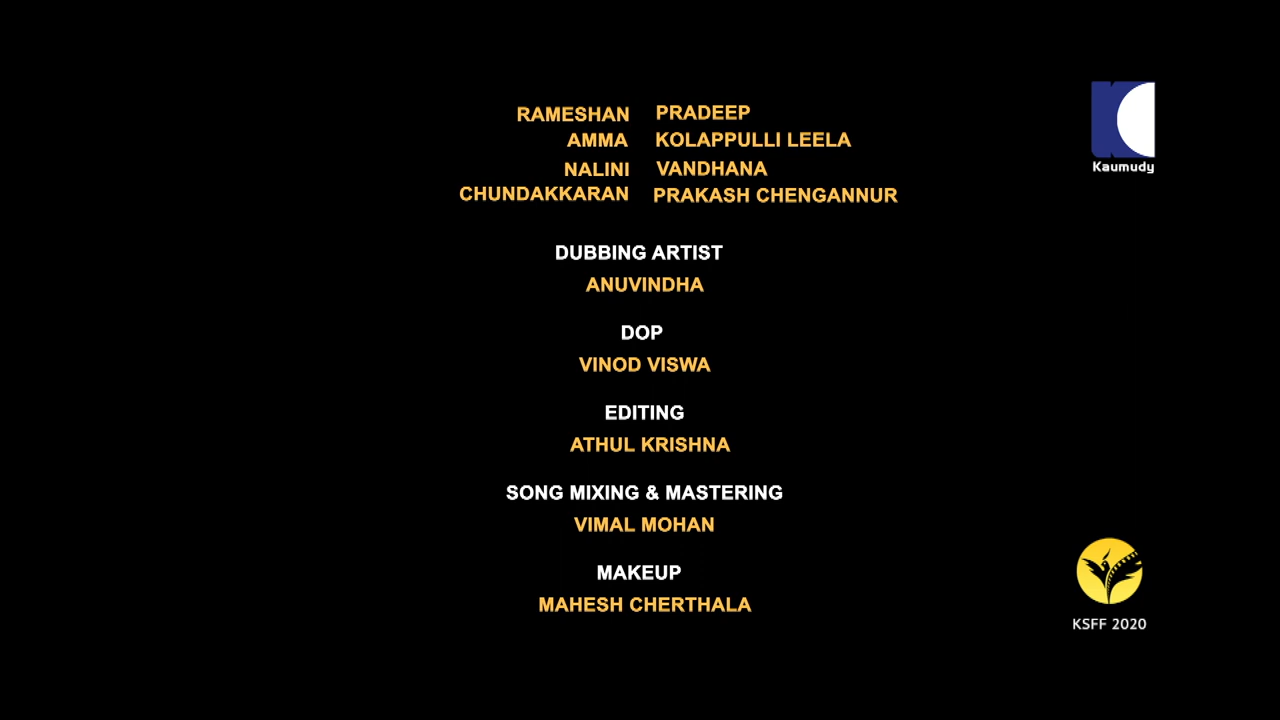 RAMESHAN PRADEEP
AMMA KOLAPPULLI LEELA
NALINI VANDHANA
CHUNDAKKARAN PRAKASH CHENGANNUR
DUBBING ARTIST
ANUVINDHA
DOP
VINOD VISWA
EDITING
ATHUL KRISHNA
SONG MIXING & MASTERING
VIMAL MOHAN
MAKEUP
MAHESH CHERTHALA
Kaumudy
KSFF 2020